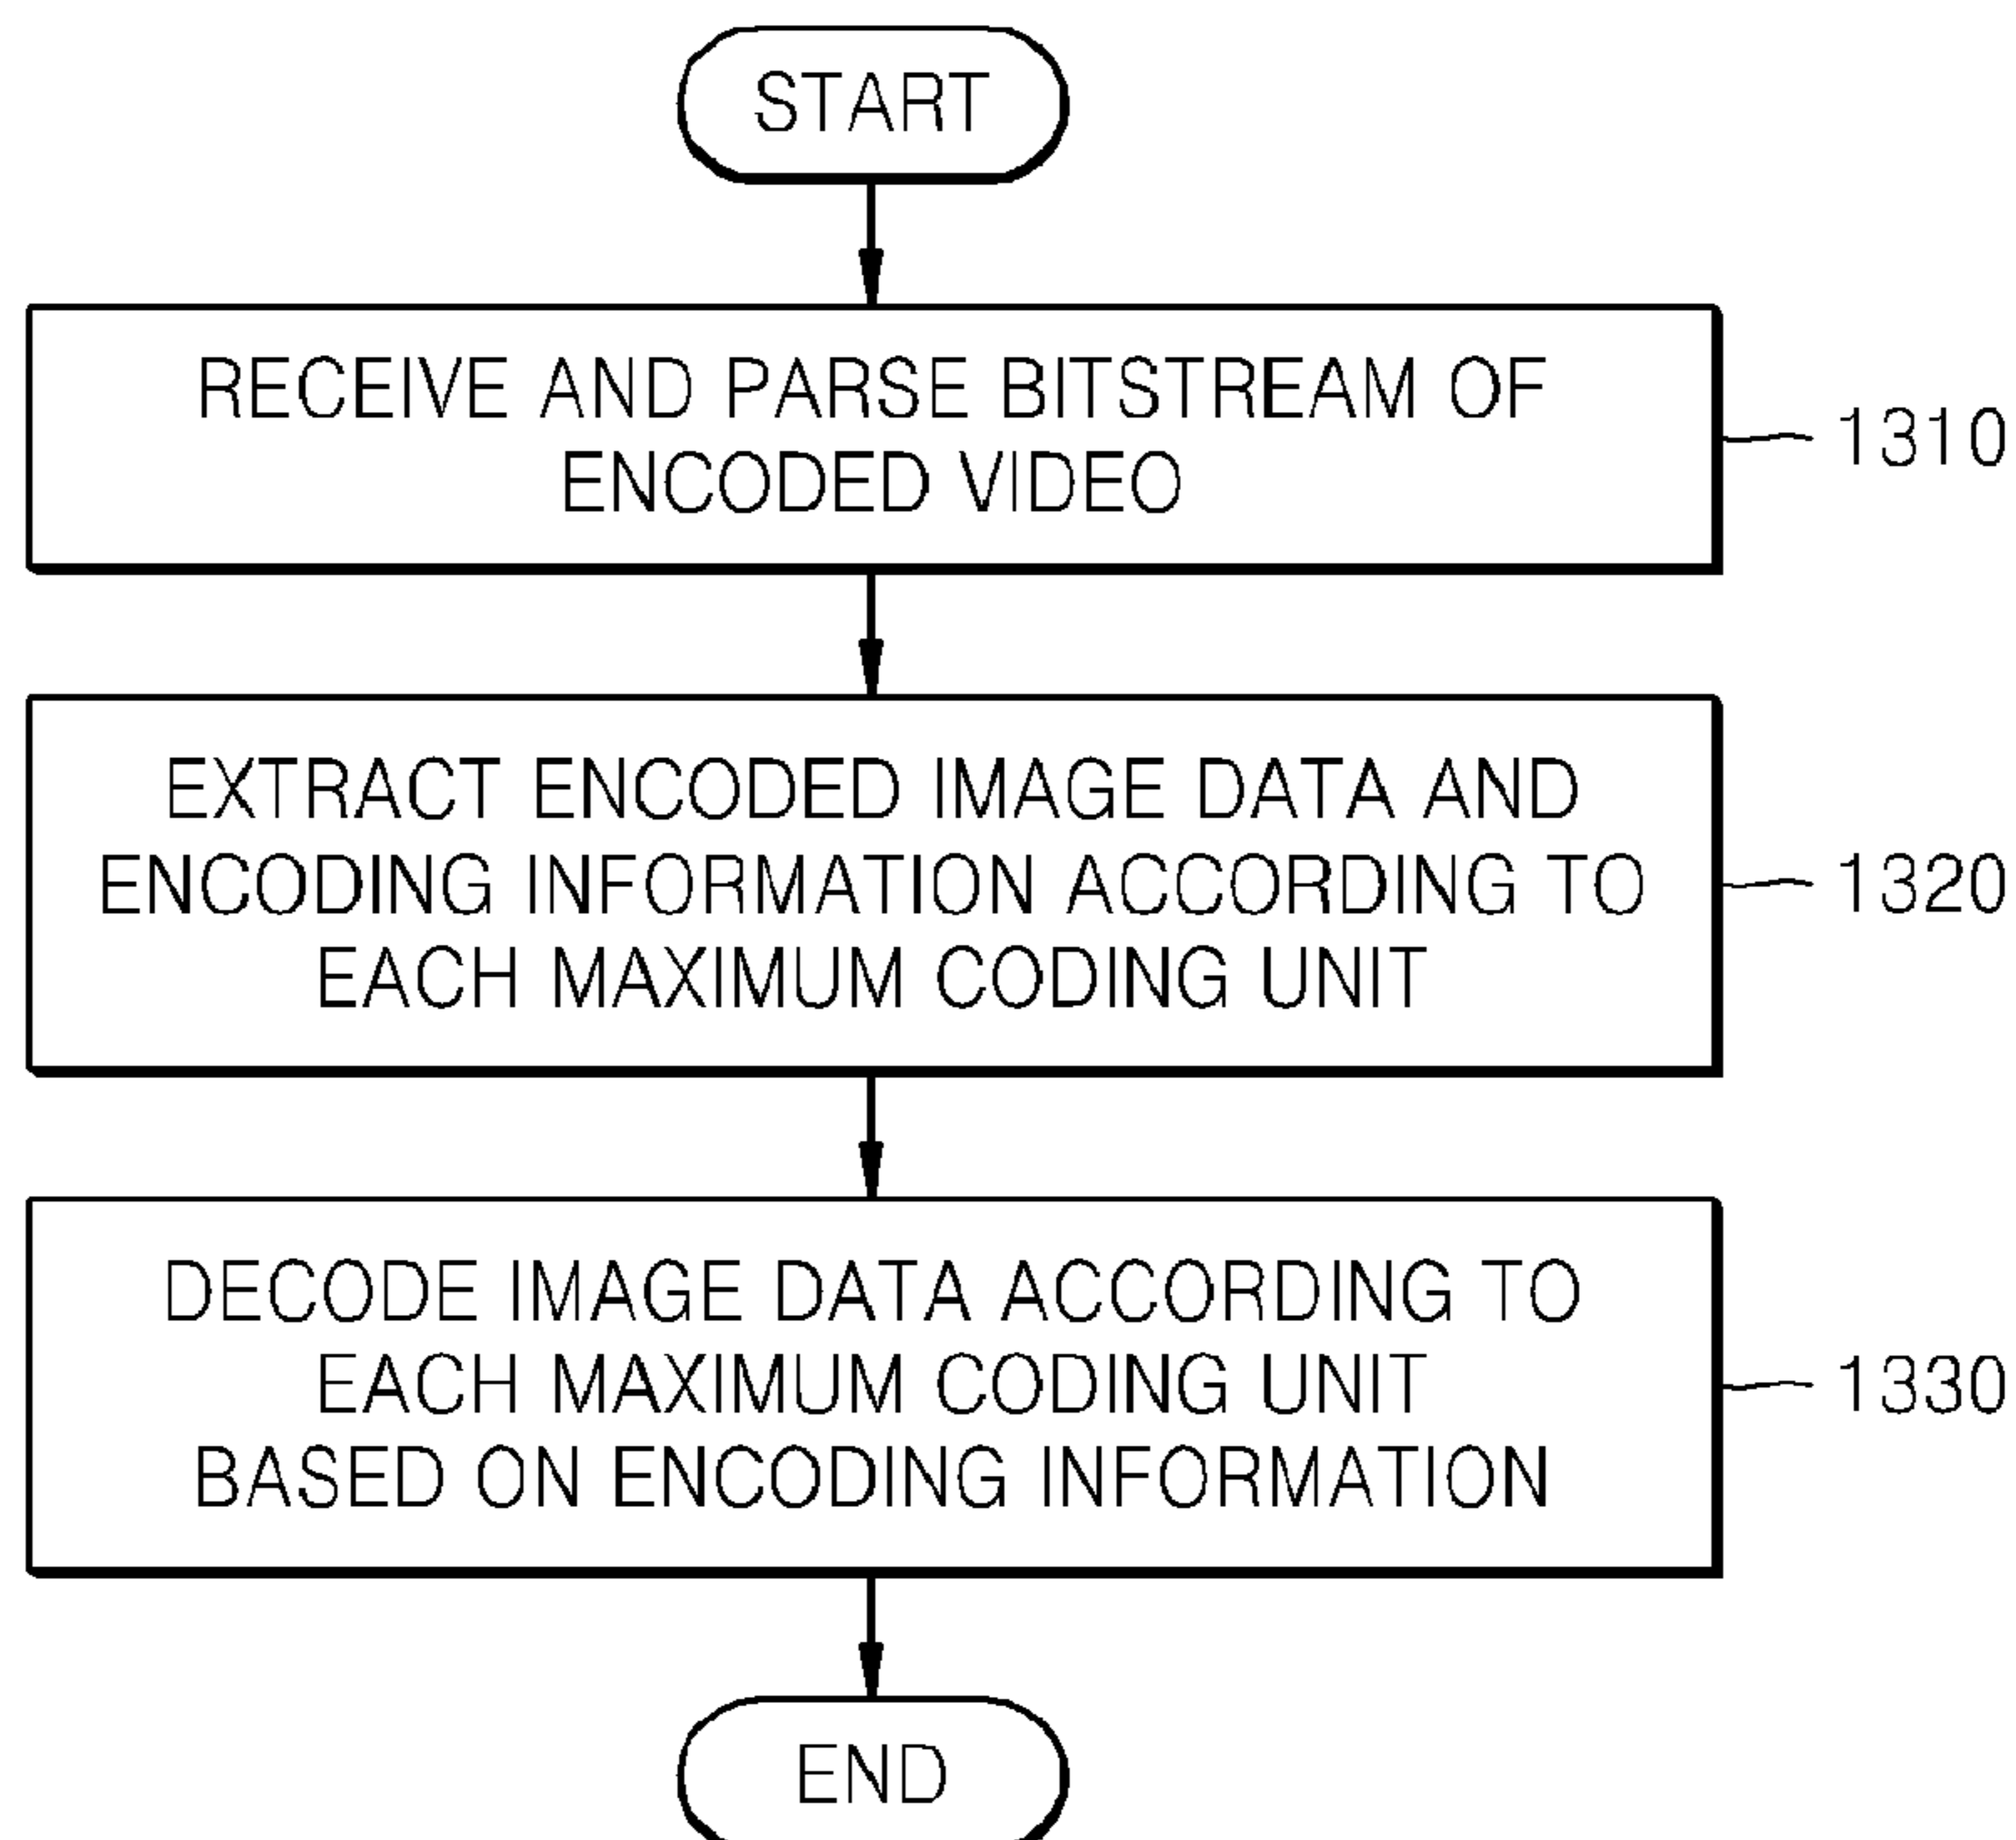 START
RECEIVE AND PARSE BITSTREAM OF
ENCODED VIDEO
1310
EXTRACT ENCODED IMAGE DATA AND
ENCODING INFORMATION ACCORDING TO
EACH MAXIMUM CODING UNIT
1320
DECODE IMAGE DATA ACCORDING TO
EACH MAXIMUM CODING UNIT
BASED ON ENCODING INFORMATION
1330
END